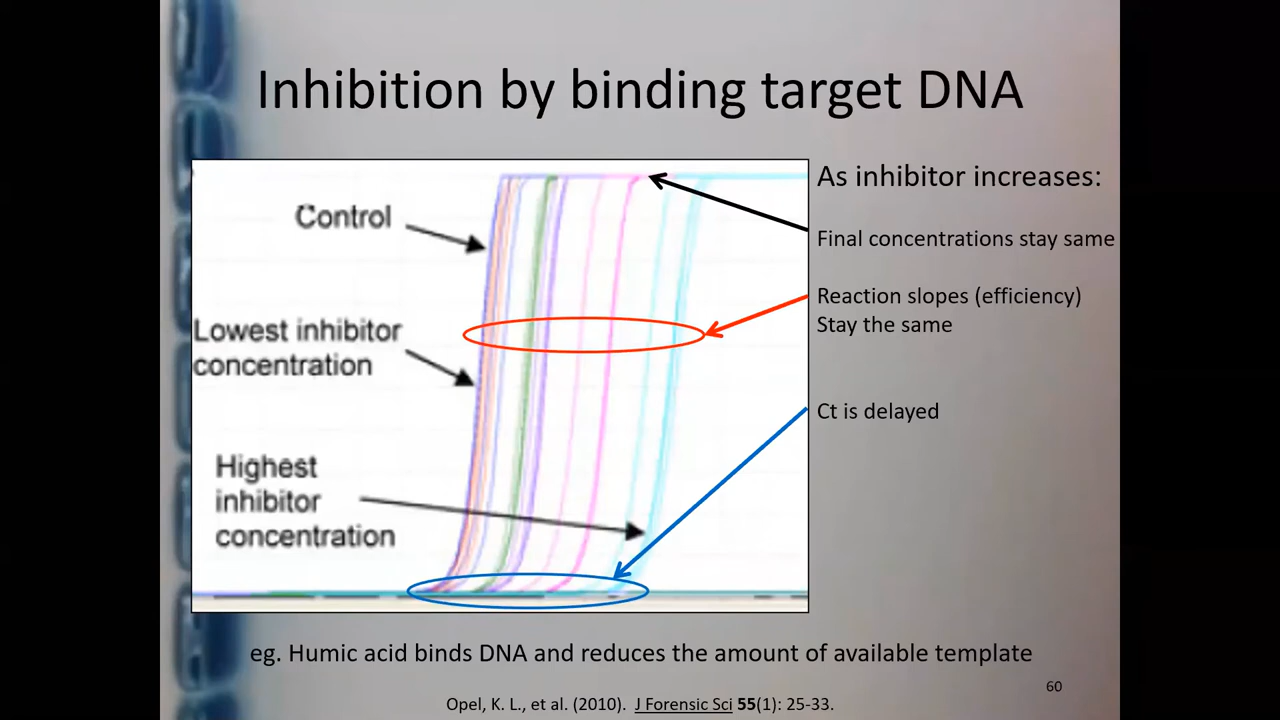 Inhibition by binding target DNA
Control
Lowest inhibitor
concentration
Highest
inhibitor
concentration
As inhibitor increases:
Final concentrations stay same
Reaction slopes (efficiency)
Stay the same
Ct is delayed
eg. Humic acid binds DNA and reduces the amount of available template
60
Opel, K. L., et al. (2010). J Forensic Sci 55(1): 25-33.